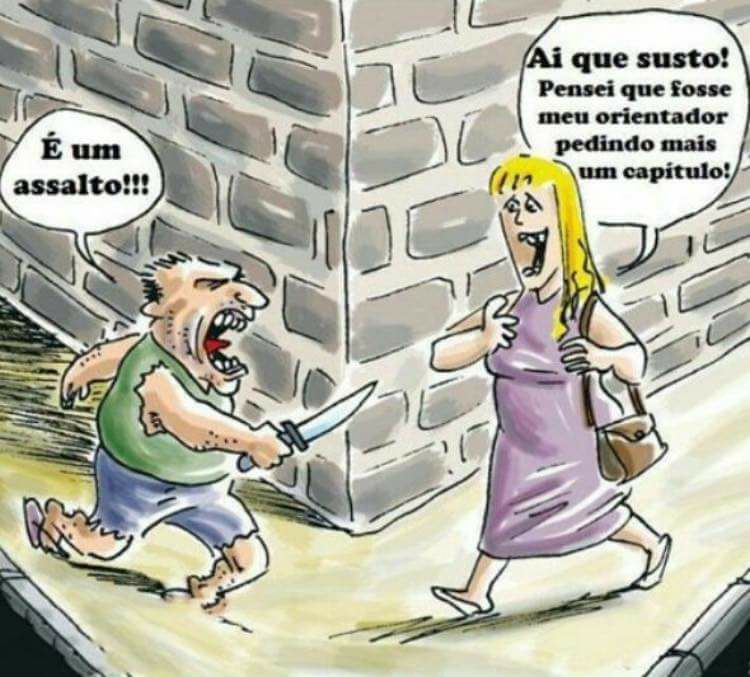 É um
assalto!!!
Ai que susto!
Pensei que fosse
meu orientador
pedindo mais
um capítulo!